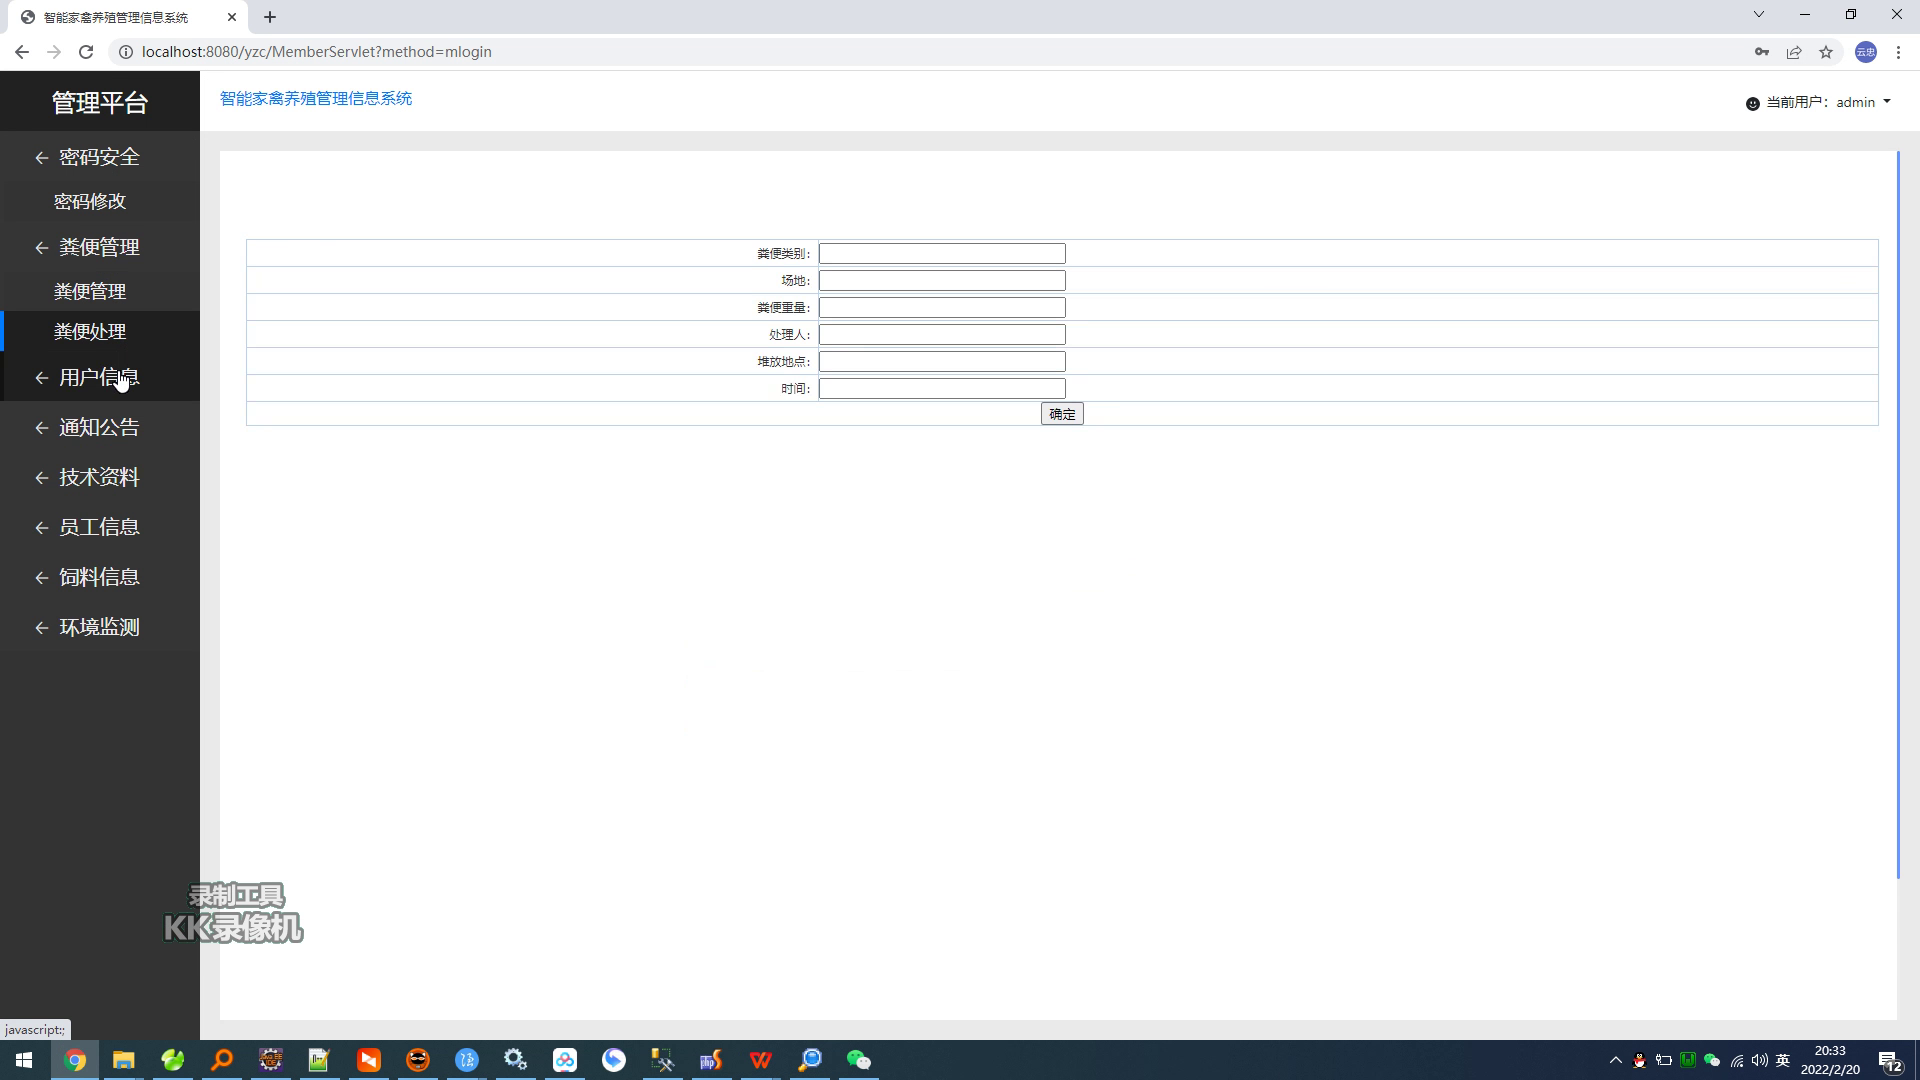 智能家禽养殖管理信息系统
localhost:8080/yzc/MemberServlet?method=mlogin
云忠
管理平台
智能家禽养殖管理信息系统
当前用户：admin
密码安全
密码修改
粪便管理
粪便管理
粪便处理
用户信息
通知公告
技术资料
员工信息
饲料信息
环境监测
粪便类别：
场地：
粪便重量：
处理人：
堆放地点：
时间：
确定
录制工具
KK录像机
javascript:;
英
20:33
2022/2/20
12